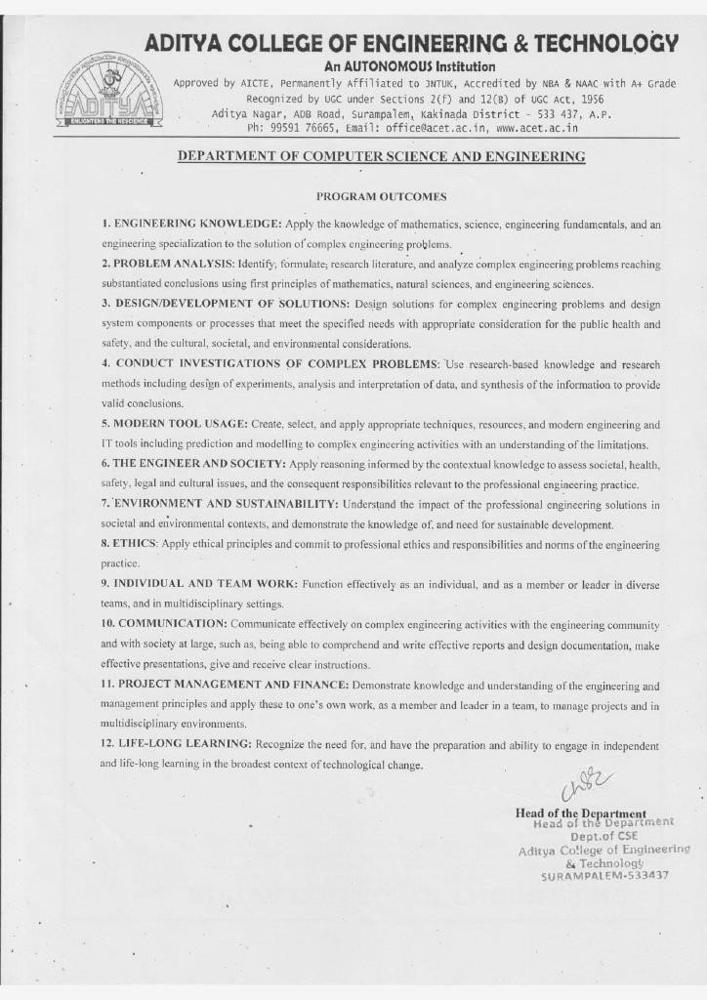 ADITYA COLLEGE OF ENGINEERING & TECHNOLOGY
An AUTONOMOUS Institution
Approved by AICTE, Permanently Affiliated to JNTUK, Accredited by NBA & NAAC with A+ Grade
Recognized by UGC under Sections 2(f) and 12(B) of UGC Act, 1956
Aditya Nagar, ADB Road, Surampalem, Kakinada District - 533 437, A.P.
Ph: 99591 76665, Email: office@acet.ac.in, www.acet.ac.in
ADITYA
ENLIGHTENS THE NESCIENCE
DEPARTMENT OF COMPUTER SCIENCE AND ENGINEERING
PROGRAM OUTCOMES
1. ENGINEERING KNOWLEDGE: Apply the knowledge of mathematics, science, engineering fundamentals, and an
engineering specialization to the solution of complex engineering problems.
2. PROBLEM ANALYSIS: Identify, formulate, research literature, and analyze complex engineering problems reaching
substantiated conclusions using first principles of mathematics, natural sciences, and engineering sciences.
3. DESIGN/DEVELOPMENT OF SOLUTIONS: Design solutions for complex engineering problems and design
system components or processes that meet the specified needs with appropriate consideration for the public health and
safety, and the cultural, societal, and environmental considerations.
4. CONDUCT INVESTIGATIONS OF COMPLEX PROBLEMS: Use research-based knowledge and research
methods including design of experiments, analysis and interpretation of data, and synthesis of the information to provide
valid conclusions.
5. MODERN TOOL USAGE: Create, select, and apply appropriate techniques, resources, and modern engineering and
IT tools including prediction and modelling to complex engineering activities with an understanding of the limitations.
6. THE ENGINEER AND SOCIETY: Apply reasoning informed by the contextual knowledge to assess societal, health,
safety, legal and cultural issues, and the consequent responsibilities relevant to the professional engineering practice.
7. ENVIRONMENT AND SUSTAINABILITY: Understand the impact of the professional engineering solutions in
societal and environmental contexts, and demonstrate the knowledge of, and need for sustainable development.
8. ETHICS: Apply ethical principles and commit to professional ethics and responsibilities and norms of the engineering
practice.
9. INDIVIDUAL AND TEAM WORK: Function effectively as an individual, and as a member or leader in diverse
teams, and in multidisciplinary settings.
10. COMMUNICATION: Communicate effectively on complex engineering activities with the engineering community
and with society at large, such as, being able to comprehend and write effective reports and design documentation, make
effective presentations, give and receive clear instructions.
11. PROJECT MANAGEMENT AND FINANCE: Demonstrate knowledge and understanding of the engineering and
management principles and apply these to one's own work, as a member and leader in a team, to manage projects and in
multidisciplinary environments.
12. LIFE-LONG LEARNING: Recognize the need for, and have the preparation and ability to engage in independent
and life-long learning in the broadest context of technological change.
Head of the Department
Head of the Department
Dept.of CSE
Aditya College of Engineering
& Technology
SURAMPALEM-533437